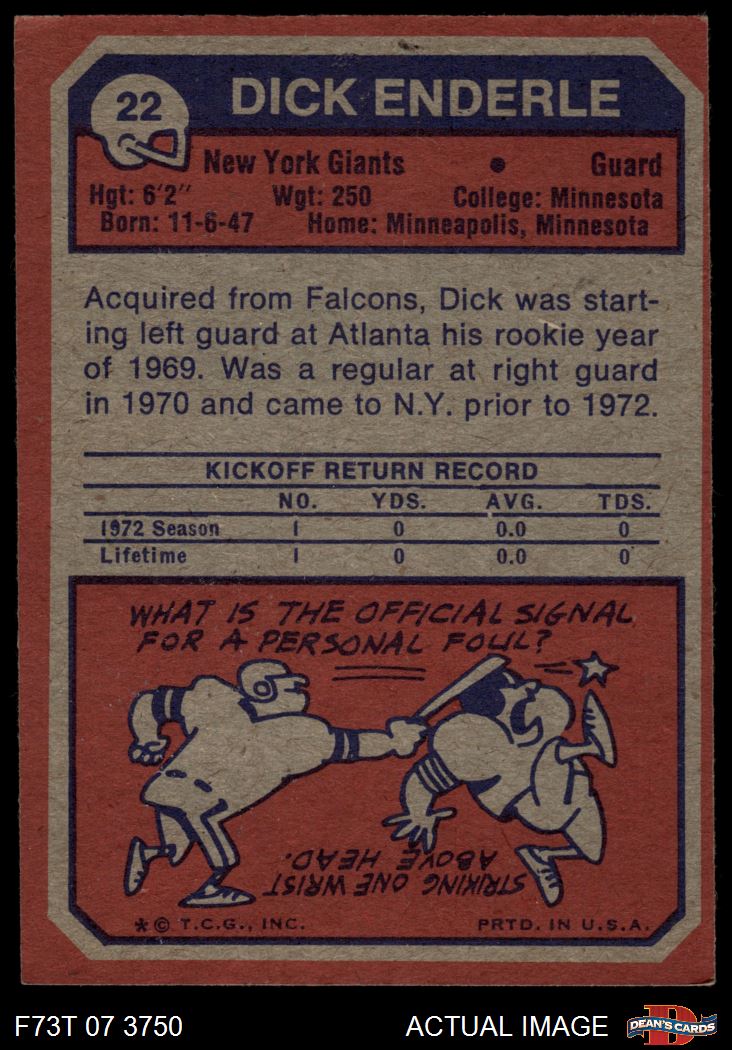 22
DICK ENDERLE
New York Giants • Guard
Hgt: 6'2" Wgt: 250 College: Minnesota
Born: 11-6-47 Home: Minneapolis, Minnesota
Acquired from Falcons, Dick was start-
ing left guard at Atlanta his rookie year
of 1969. Was a regular at right guard
in 1970 and came to N.Y. prior to 1972.
KICKOFF RETURN RECORD
NO. YDS. AVG. TDS.
1972 Season 1 0 0.0 0
Lifetime 1 0 0.0 0
WHAT IS THE OFFICIAL SIGNAL
FOR A PERSONAL FOUL?
STRIKING ONE WRIST
ABOVE HEAD.
* © T.C.G., INC. PRTD. IN U.S.A.
F73T 07 3750 ACTUAL IMAGE D DEAN'S CARDS